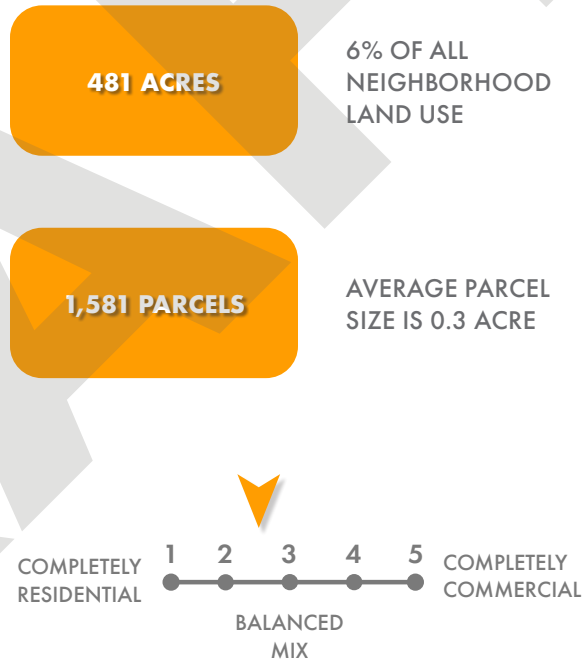 481 ACRES
6% OF ALL
NEIGHBORHOOD
LAND USE
1,581 PARCELS
AVERAGE PARCEL
SIZE IS 0.3 ACRE
COMPLETELY
RESIDENTIAL
1 2 3 4 5
COMPLETELY
COMMERCIAL
BALANCED
MIX